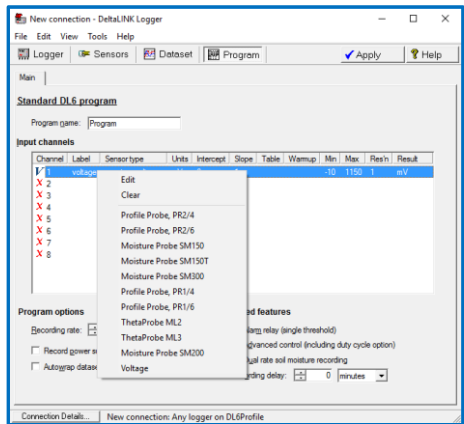 New connection - DeltaLINK Logger
File Edit View Tools Help
Logger Sensors Dataset Program Apply Help
Main
Standard DL6 program
Program name: Program
Input channels
Channel Label Sensor type Units Intercept Slope Table Warmup Min Max Res'n Result
1 voltage -10 1150 1 mV
X 2
X 3
X 4
X 5
X 6
X 7
X 8
Edit
Clear
Profile Probe, PR2/4
Profile Probe, PR2/6
Moisture Probe SM150
Moisture Probe SM150T
Moisture Probe SM300
Profile Probe, PR1/4
Profile Probe, PR1/6
ThetaProbe ML2
ThetaProbe ML3
Moisture Probe SM200
Voltage
Program options ed features
Recording rate: larm relay (single threshold)
Record power s dvanced control (including duty cycle option)
Autowrap datase ual rate soil moisture recording
rding delay: 0 minutes
Connection Details... New connection: Any logger on DL6Profile